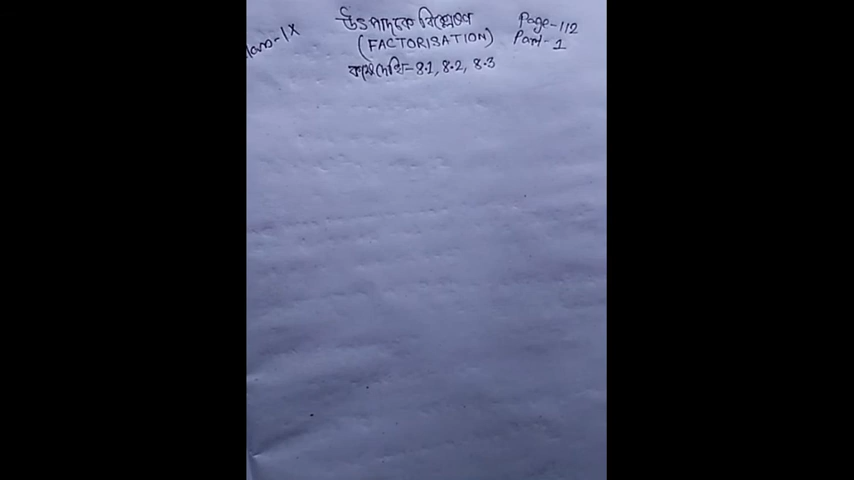 Class-IX
উৎপাদকে বিশ্লেষণ
(FACTORISATION)
Page-112
Part-1
কষে দেখি-8.1, 8.2, 8.3